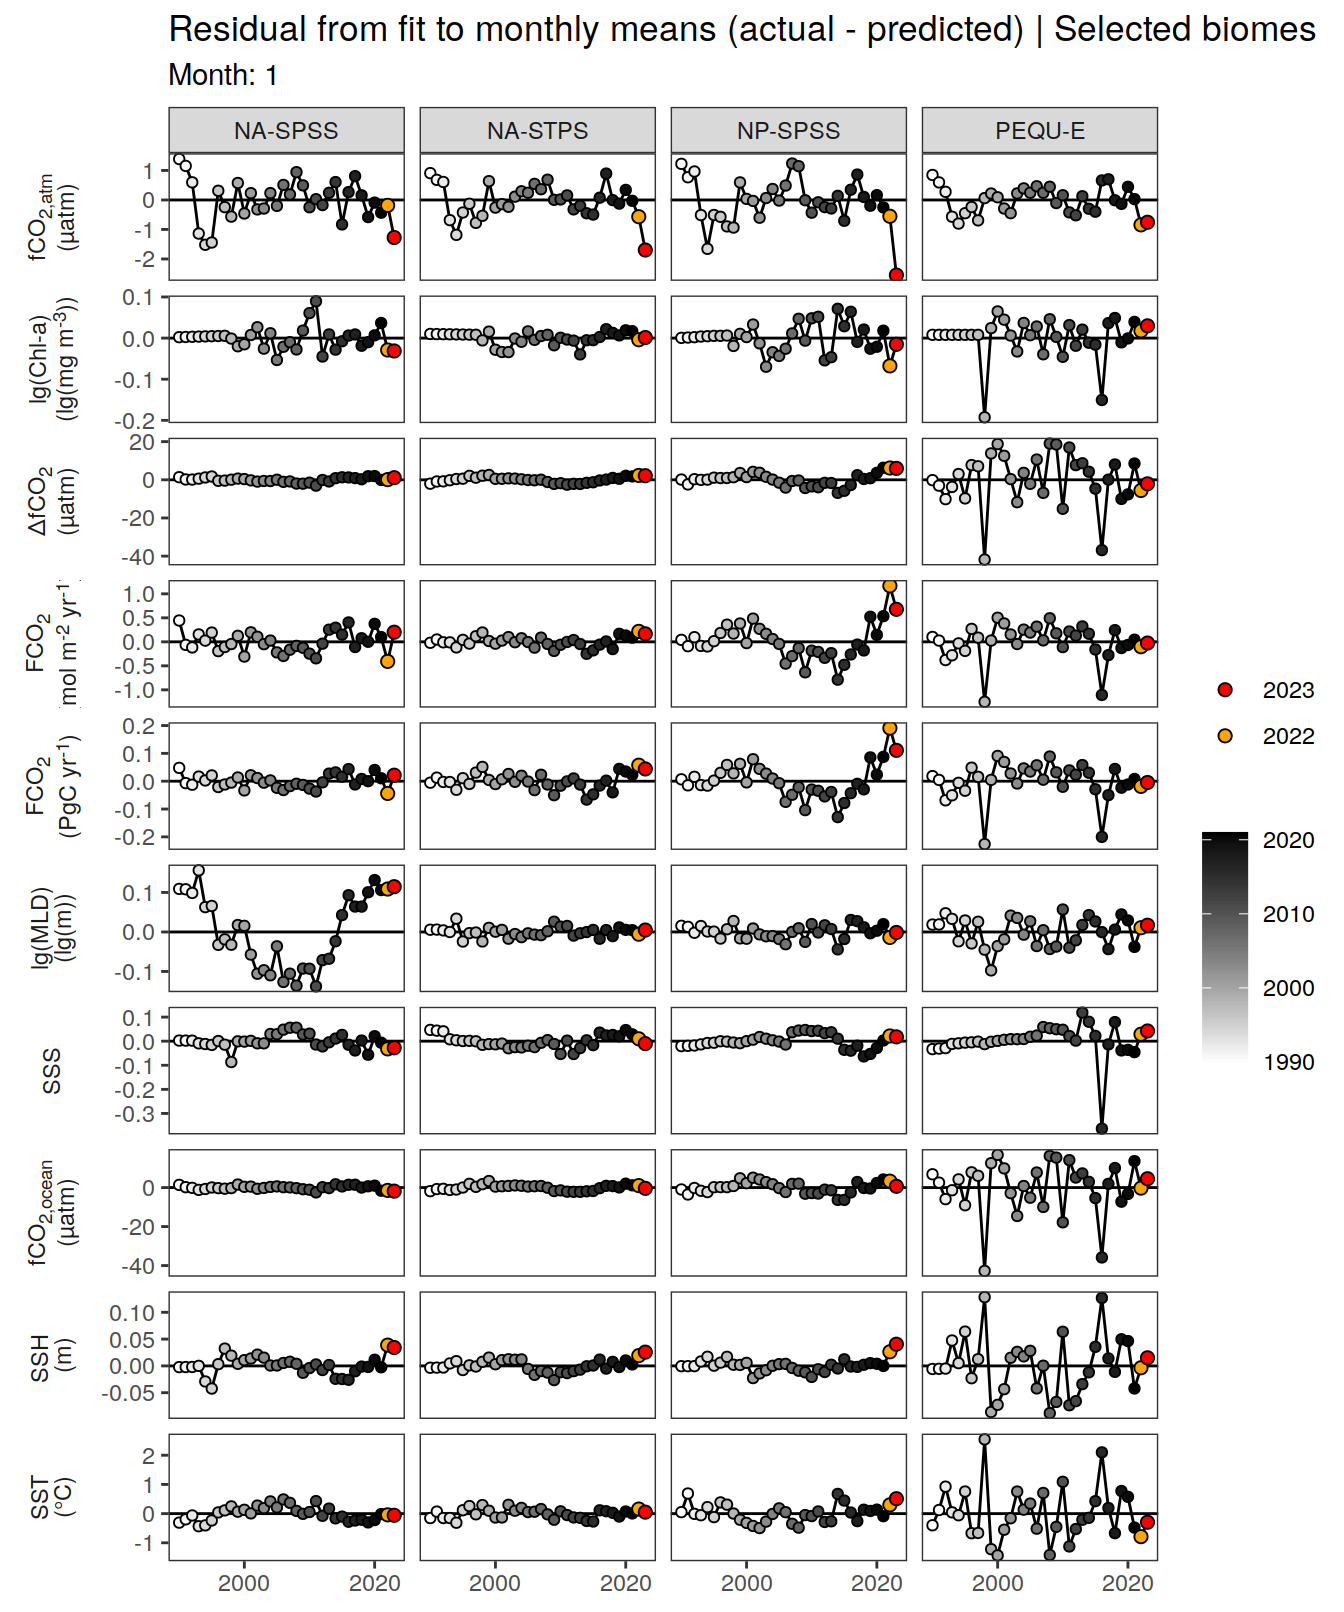 Residual from fit to monthly means (actual - predicted) | Selected biomes
Month: 1
NA-SPSS
NA-STPS
NP-SPSS
PEQU-E
fCO2,atm
(µatm)
1
0
-1
-2
lg(Chl-a)
(lg(mg m-3))
0.1
0.0
-0.1
-0.2
ΔfCO2
(µatm)
20
0
-20
-40
FCO2
mol m-2 yr-1
1.0
0.5
0.0
-0.5
-1.0
FCO2
(PgC yr-1)
0.2
0.1
0.0
-0.1
-0.2
lg(MLD)
(lg(m))
0.1
0.0
-0.1
SSS
0.1
0.0
-0.1
-0.2
-0.3
fCO2,ocean
(µatm)
0
-20
-40
SSH
(m)
0.10
0.05
0.00
-0.05
SST
(°C)
2
1
0
-1
2000
2020
2000
2020
2000
2020
2000
2020
2023
2022
2020
2010
2000
1990